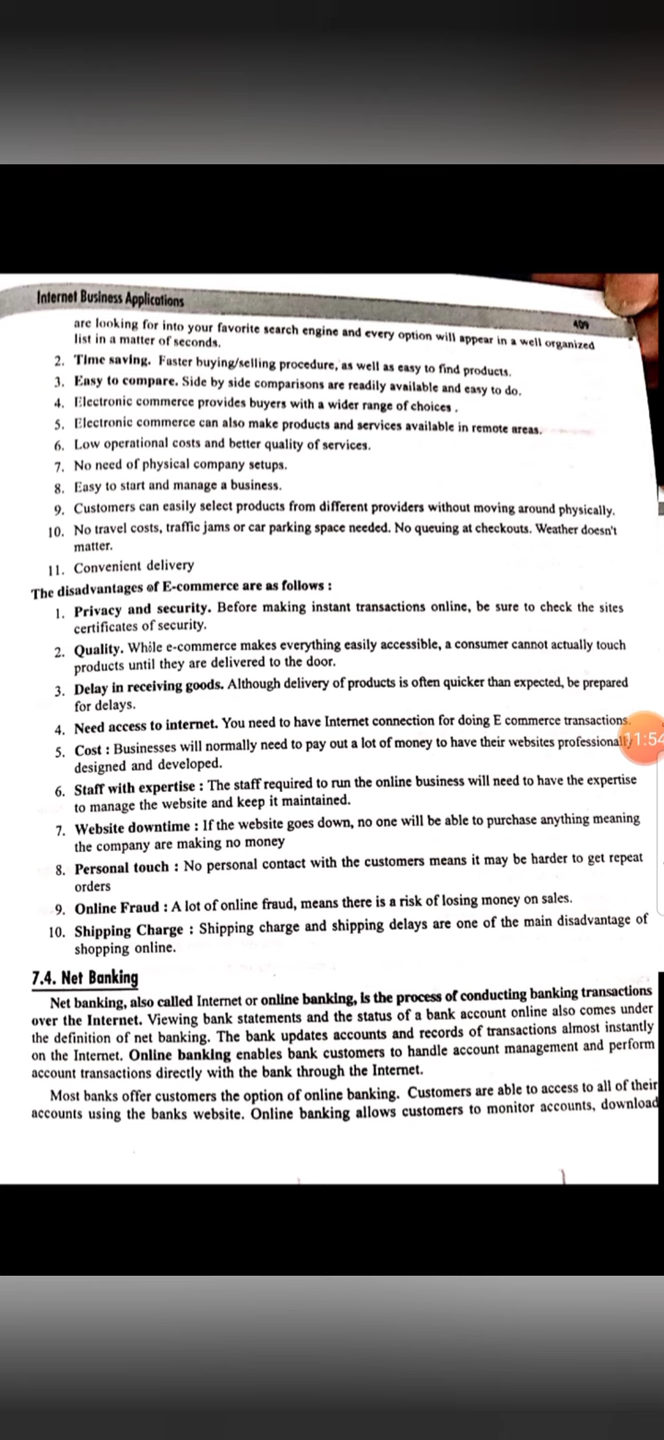 Internet Business Applications
409
are looking for into your favorite search engine and every option will appear in a well organized
list in a matter of seconds.
2. Time saving. Faster buying/selling procedure, as well as easy to find products.
3. Easy to compare. Side by side comparisons are readily available and easy to do.
4. Electronic commerce provides buyers with a wider range of choices .
5. Electronic commerce can also make products and services available in remote areas.
6. Low operational costs and better quality of services.
7. No need of physical company setups.
8. Easy to start and manage a business.
9. Customers can easily select products from different providers without moving around physically.
10. No travel costs, traffic jams or car parking space needed. No queuing at checkouts. Weather doesn't
matter.
11. Convenient delivery
The disadvantages of E-commerce are as follows :
1. Privacy and security. Before making instant transactions online, be sure to check the sites
certificates of security.
2. Quality. While e-commerce makes everything easily accessible, a consumer cannot actually touch
products until they are delivered to the door.
3. Delay in receiving goods. Although delivery of products is often quicker than expected, be prepared
for delays.
4. Need access to internet. You need to have Internet connection for doing E commerce transactions.
5. Cost : Businesses will normally need to pay out a lot of money to have their websites professionally
11:54
designed and developed.
6. Staff with expertise : The staff required to run the online business will need to have the expertise
to manage the website and keep it maintained.
7. Website downtime : If the website goes down, no one will be able to purchase anything meaning
the company are making no money
8. Personal touch : No personal contact with the customers means it may be harder to get repeat
orders
9. Online Fraud : A lot of online fraud, means there is a risk of losing money on sales.
10. Shipping Charge : Shipping charge and shipping delays are one of the main disadvantage of
shopping online.
7.4. Net Banking
Net banking, also called Internet or online banking, is the process of conducting banking transactions
over the Internet. Viewing bank statements and the status of a bank account online also comes under
the definition of net banking. The bank updates accounts and records of transactions almost instantly
on the Internet. Online banking enables bank customers to handle account management and perform
account transactions directly with the bank through the Internet.
Most banks offer customers the option of online banking. Customers are able to access to all of their
accounts using the banks website. Online banking allows customers to monitor accounts, download